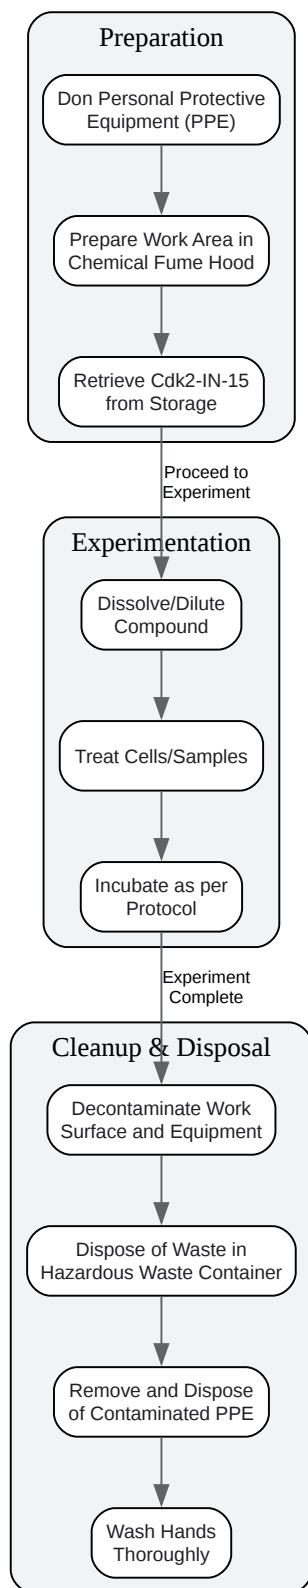 Preparation
Don Personal Protective
Equipment (PPE)
Prepare Work Area in
Chemical Fume Hood
Retrieve Cdk2-IN-15
from Storage
Proceed to
Experiment
Experimentation
Dissolve/Dilute
Compound
Treat Cells/Samples
Incubate as per
Protocol
Experiment
Complete
Cleanup & Disposal
Decontaminate Work
Surface and Equipment
Dispose of Waste in
Hazardous Waste Container
Remove and Dispose
of Contaminated PPE
Wash Hands
Thoroughly